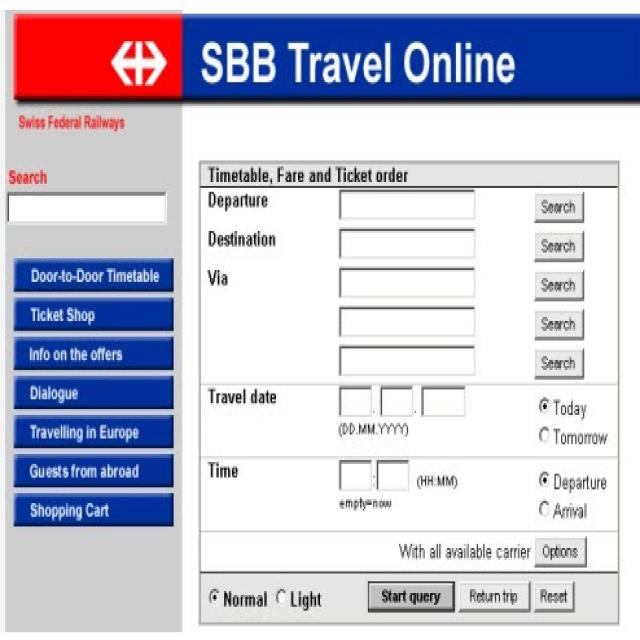 SBB Travel Online
Swiss Federal Railways
Search
Door-to-Door Timetable
Ticket Shop
Info on the offers
Dialogue
Travelling in Europe
Guests from abroad
Shopping Cart
Timetable, Fare and Ticket order
Departure Search
Destination Search
Via Search
Search
Search
Travel date . . Today
(DD.MM.YYYY) Tomorrow
Time : (HH:MM) Departure
empty=now Arrival
With all available carrier Options
Normal Light Start query Return trip Reset